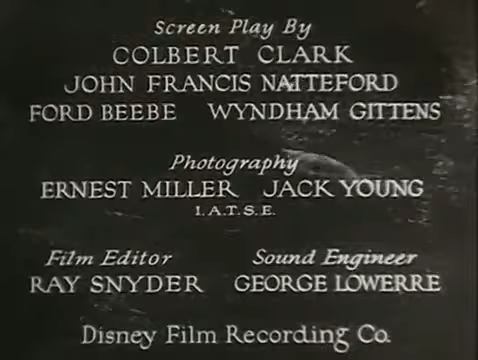 Screen Play By
COLBERT CLARK
JOHN FRANCIS NATTEFORD
FORD BEEBE WYNDHAM GITTENS
Photography
ERNEST MILLER JACK YOUNG
I.A.T.S.E.
Film Editor Sound Engineer
RAY SNYDER GEORGE LOWERRE
Disney Film Recording Co.